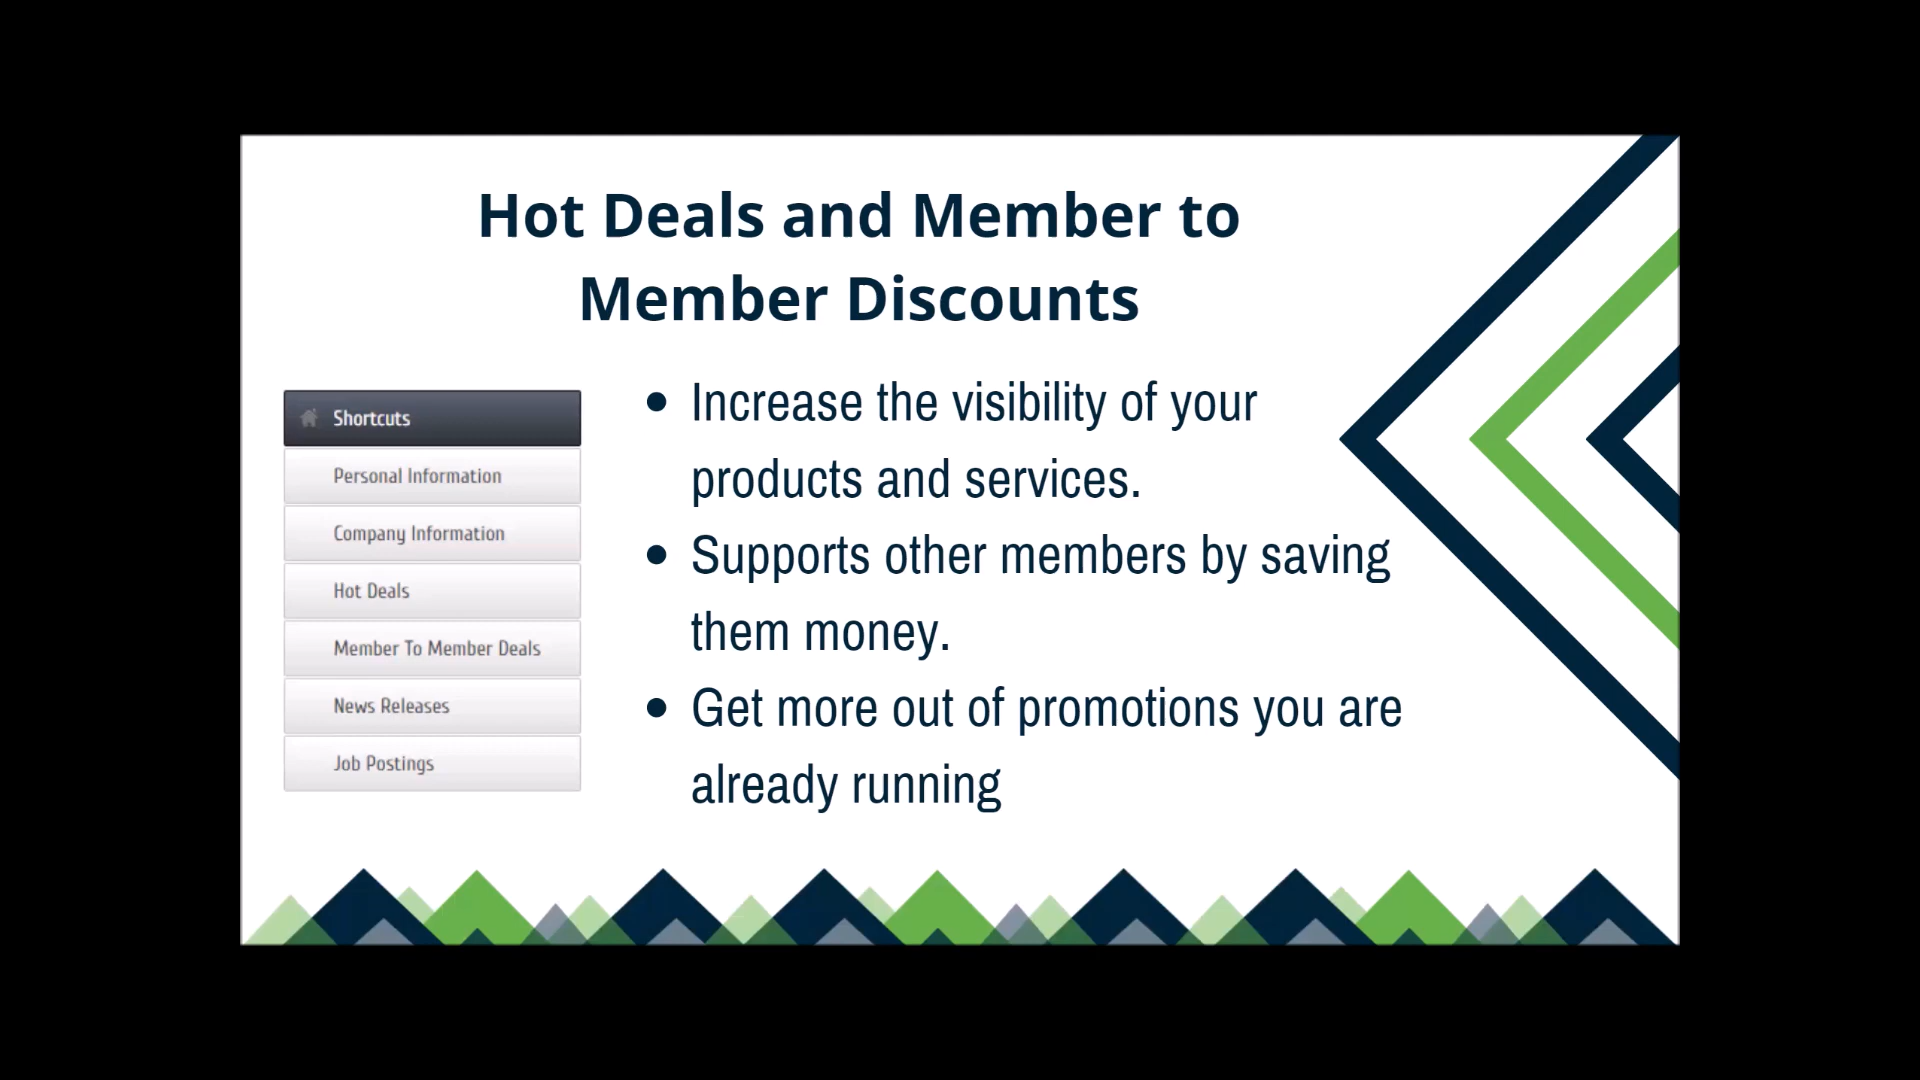 Hot Deals and Member to
Member Discounts
Shortcuts
Personal Information
Company Information
Hot Deals
Member To Member Deals
News Releases
Job Postings
• Increase the visibility of your
products and services.
• Supports other members by saving
them money.
• Get more out of promotions you are
already running